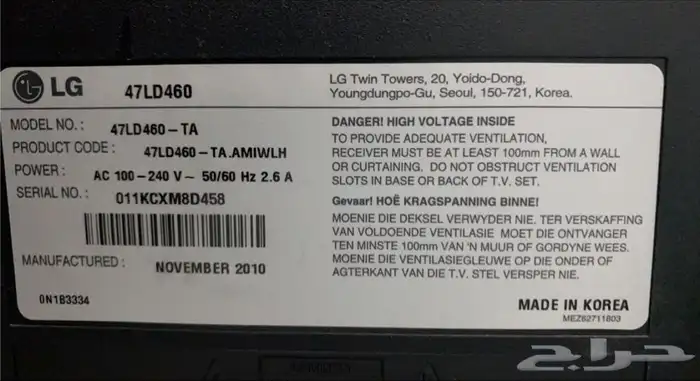 LG 47LD460
MODEL NO. : 47LD460-TA
PRODUCT CODE : 47LD460-TA.AMIWLH
POWER : AC 100-240 V~ 50/60 Hz 2.6 A
SERIAL NO. : 011KCXM8D458
MANUFACTURED : NOVEMBER 2010
0N1B3334
LG Twin Towers, 20, Yoido-Dong,
Youngdungpo-Gu, Seoul, 150-721, Korea.
DANGER! HIGH VOLTAGE INSIDE
TO PROVIDE ADEQUATE VENTILATION,
RECEIVER MUST BE AT LEAST 100mm FROM A WALL
OR CURTAINING. DO NOT OBSTRUCT VENTILATION
SLOTS IN BASE OR BACK OF T.V. SET.
Gevaar! HOË KRAGSPANNING BINNE!
MOENIE DIE DEKSEL VERWYDER NIE. TER VERSKAFFING
VAN VOLDOENDE VENTILASIE MOET DIE ONTVANGER
TEN MINSTE 100mm VAN 'N MUUR OF GORDYNE WEES.
MOENIE DIE VENTILASIEGLEUWE OP DIE ONDER OF
AGTERKANT VAN DIE T.V. STEL VERSPER NIE.
MADE IN KOREA
MEZ62711803
حراج